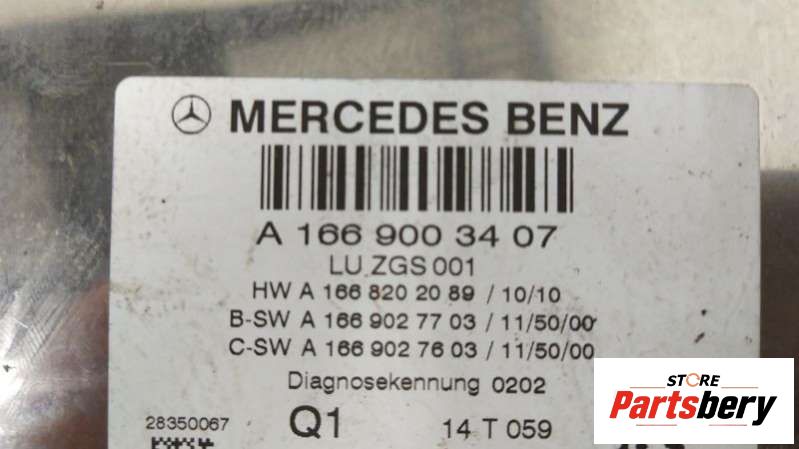 MERCEDES BENZ
A 166 900 34 07
LU ZGS 001
HW A 166 820 20 89 / 10/10
B-SW A 166 902 77 03 / 11/50/00
C-SW A 166 902 76 03 / 11/50/00
Diagnosekennung 0202
28350067 Q1 14 T 059
STORE
Partsbery